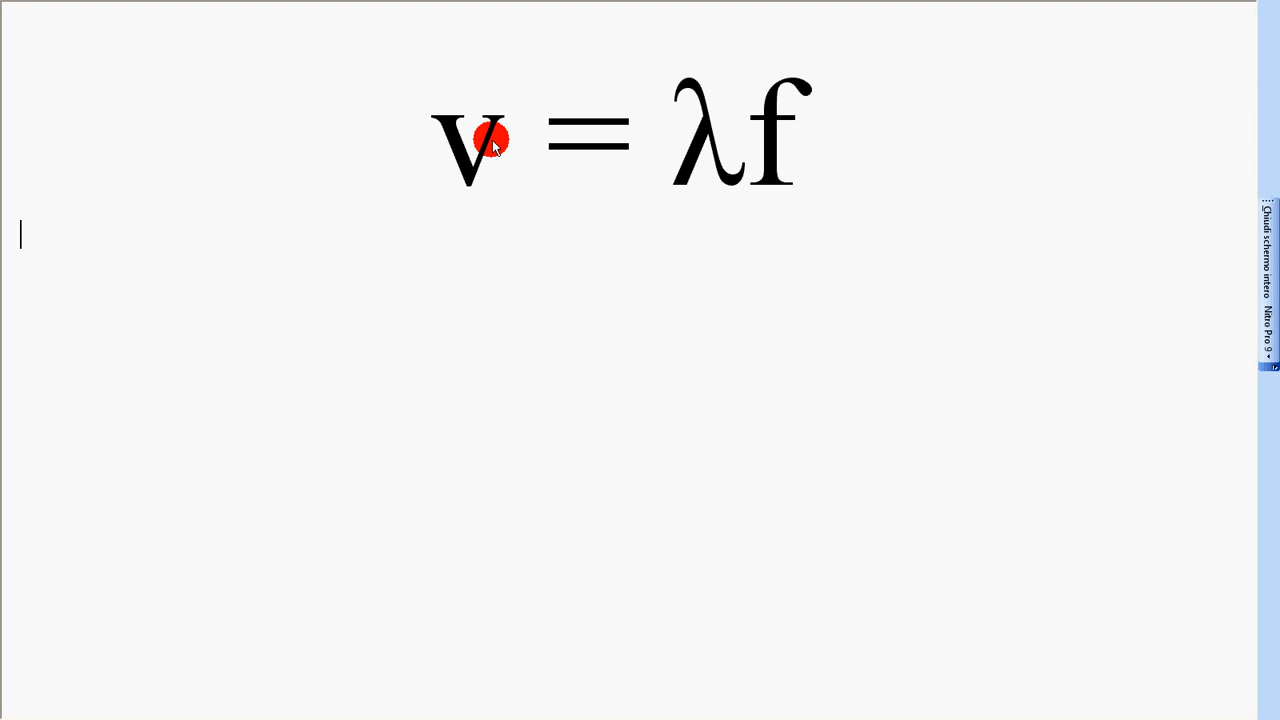 v = λf
Chiudi schermo intero Nitro Pro 9